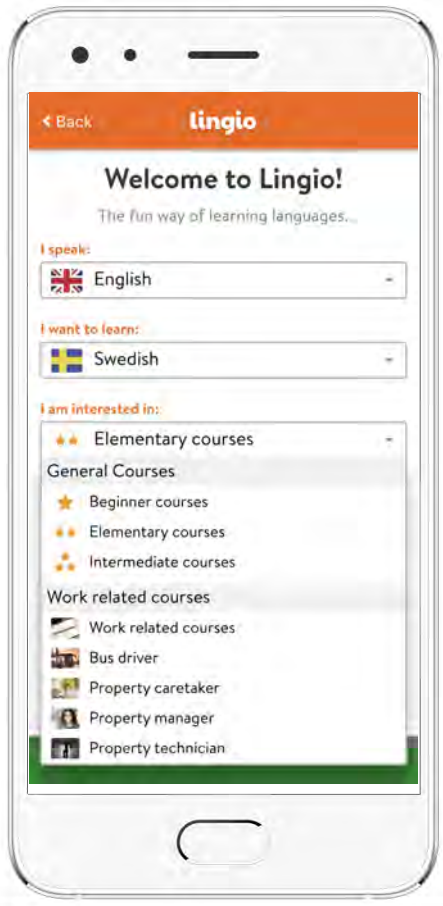 Back
lingio
Welcome to Lingio!
The fun way of learning languages...
I speak:
English
I want to learn:
Swedish
I am interested in:
Elementary courses
General Courses
Beginner courses
Elementary courses
Intermediate courses
Work related courses
Work related courses
Bus driver
Property caretaker
Property manager
Property technician